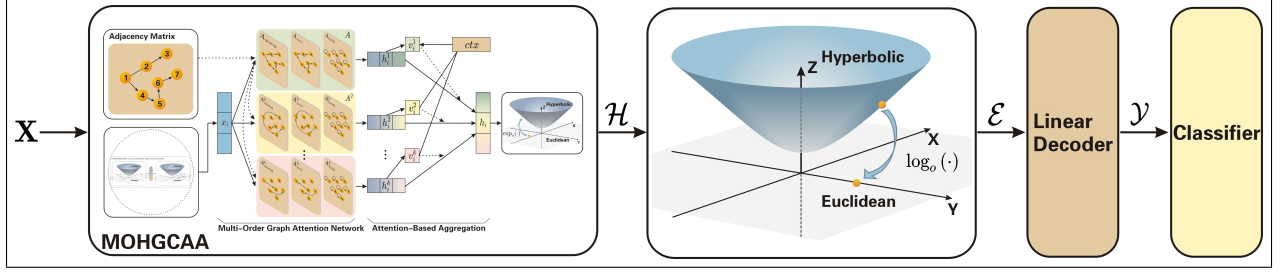 X
Adjacency Matrix
1
2
3
4
5
6
7
x_i
A
A^2
h_i^1
v_i^1
ctx
h_i^2
v_i^2
h_i^k
v_i^k
h_i
Hyperbolic
Euclidean
Multi-Order Graph Attention Network
Attention-Based Aggregation
MOHGCAA
ℋ
Z
Hyperbolic
X
log_o (·)
Euclidean
Y
ℰ
Linear
Decoder
𝒴
Classifier